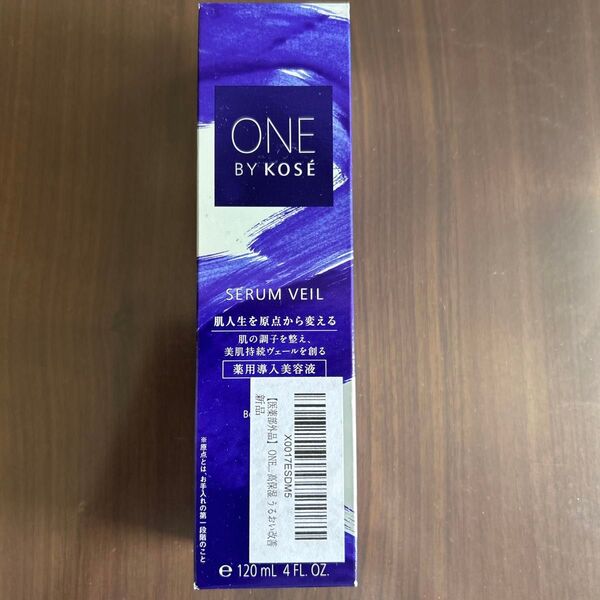 ONE
BY KOSÉ
SERUM VEIL
肌人生を原点から変える
肌の調子を整え、
美肌持続ヴェールを創る
薬用導入美容液
X0017ESDM5
【医薬部外品】 ONE... 高保湿 うるおい改善
新品
※原点とは、お手入れの第一段階のこと
℮ 120 mL 4 FL. OZ.